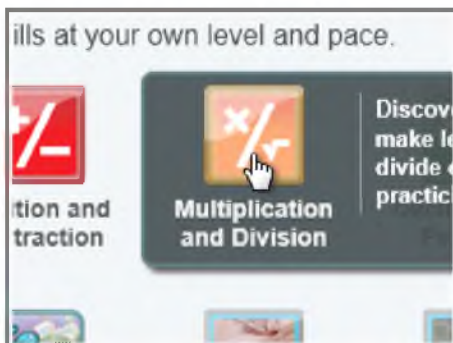 ills at your own level and pace.
Discov
make le
divide
practic
tion and
traction
Multiplication
and Division